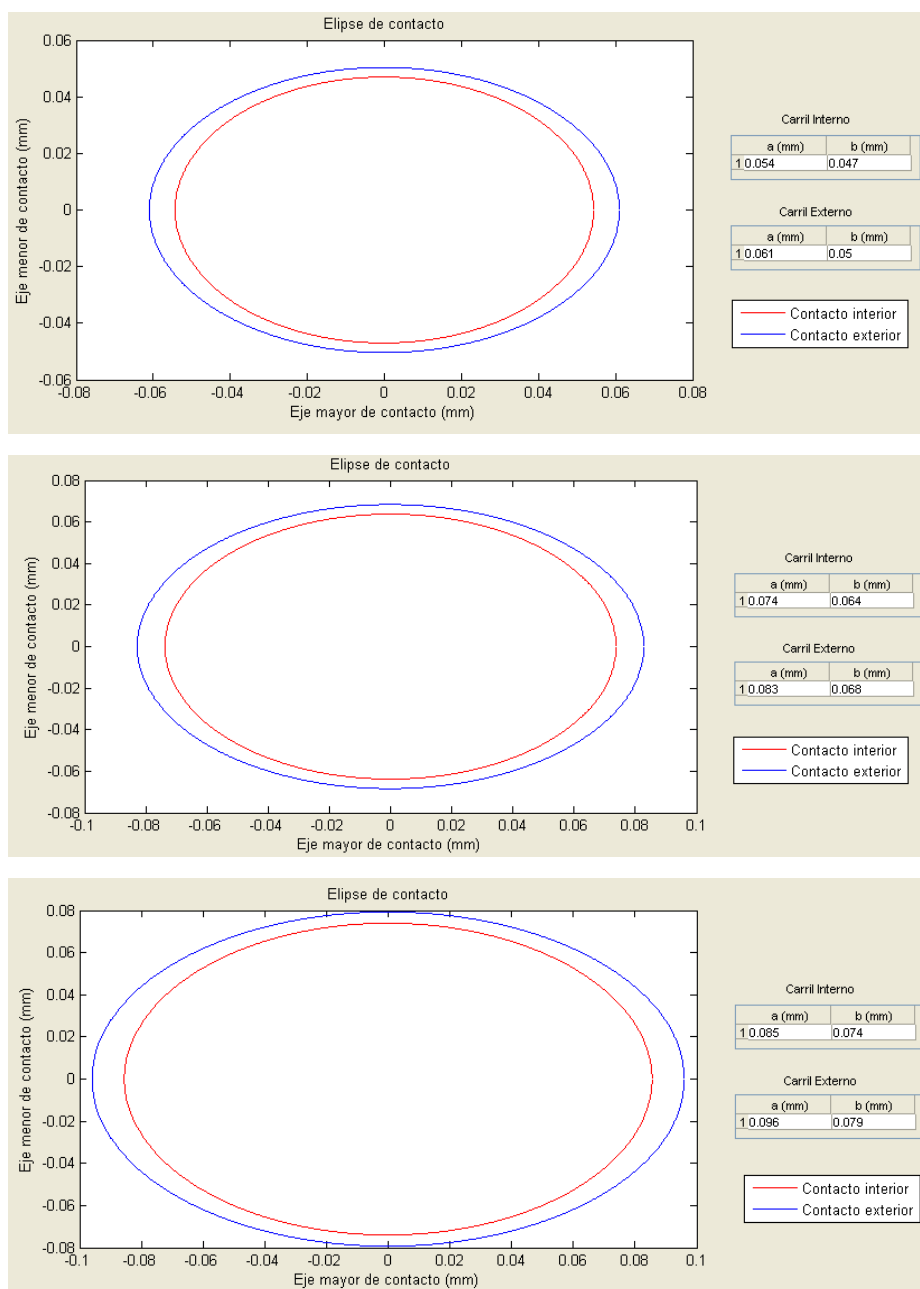 Elipse de contacto
0.06
0.04
0.02
0
-0.02
-0.04
-0.06
Eje menor de contacto (mm)
-0.08 -0.06 -0.04 -0.02 0 0.02 0.04 0.06 0.08
Eje mayor de contacto (mm)
Carril Interno
a (mm) b (mm)
1 0.054 0.047
Carril Externo
a (mm) b (mm)
1 0.061 0.05
Contacto interior
Contacto exterior
Elipse de contacto
0.08
0.06
0.04
0.02
0
-0.02
-0.04
-0.06
-0.08
Eje menor de contacto (mm)
-0.1 -0.08 -0.06 -0.04 -0.02 0 0.02 0.04 0.06 0.08 0.1
Eje mayor de contacto (mm)
Carril Interno
a (mm) b (mm)
1 0.074 0.064
Carril Externo
a (mm) b (mm)
1 0.083 0.068
Contacto interior
Contacto exterior
Elipse de contacto
0.08
0.06
0.04
0.02
0
-0.02
-0.04
-0.06
-0.08
Eje menor de contacto (mm)
-0.1 -0.08 -0.06 -0.04 -0.02 0 0.02 0.04 0.06 0.08 0.1
Eje mayor de contacto (mm)
Carril Interno
a (mm) b (mm)
1 0.085 0.074
Carril Externo
a (mm) b (mm)
1 0.096 0.079
Contacto interior
Contacto exterior